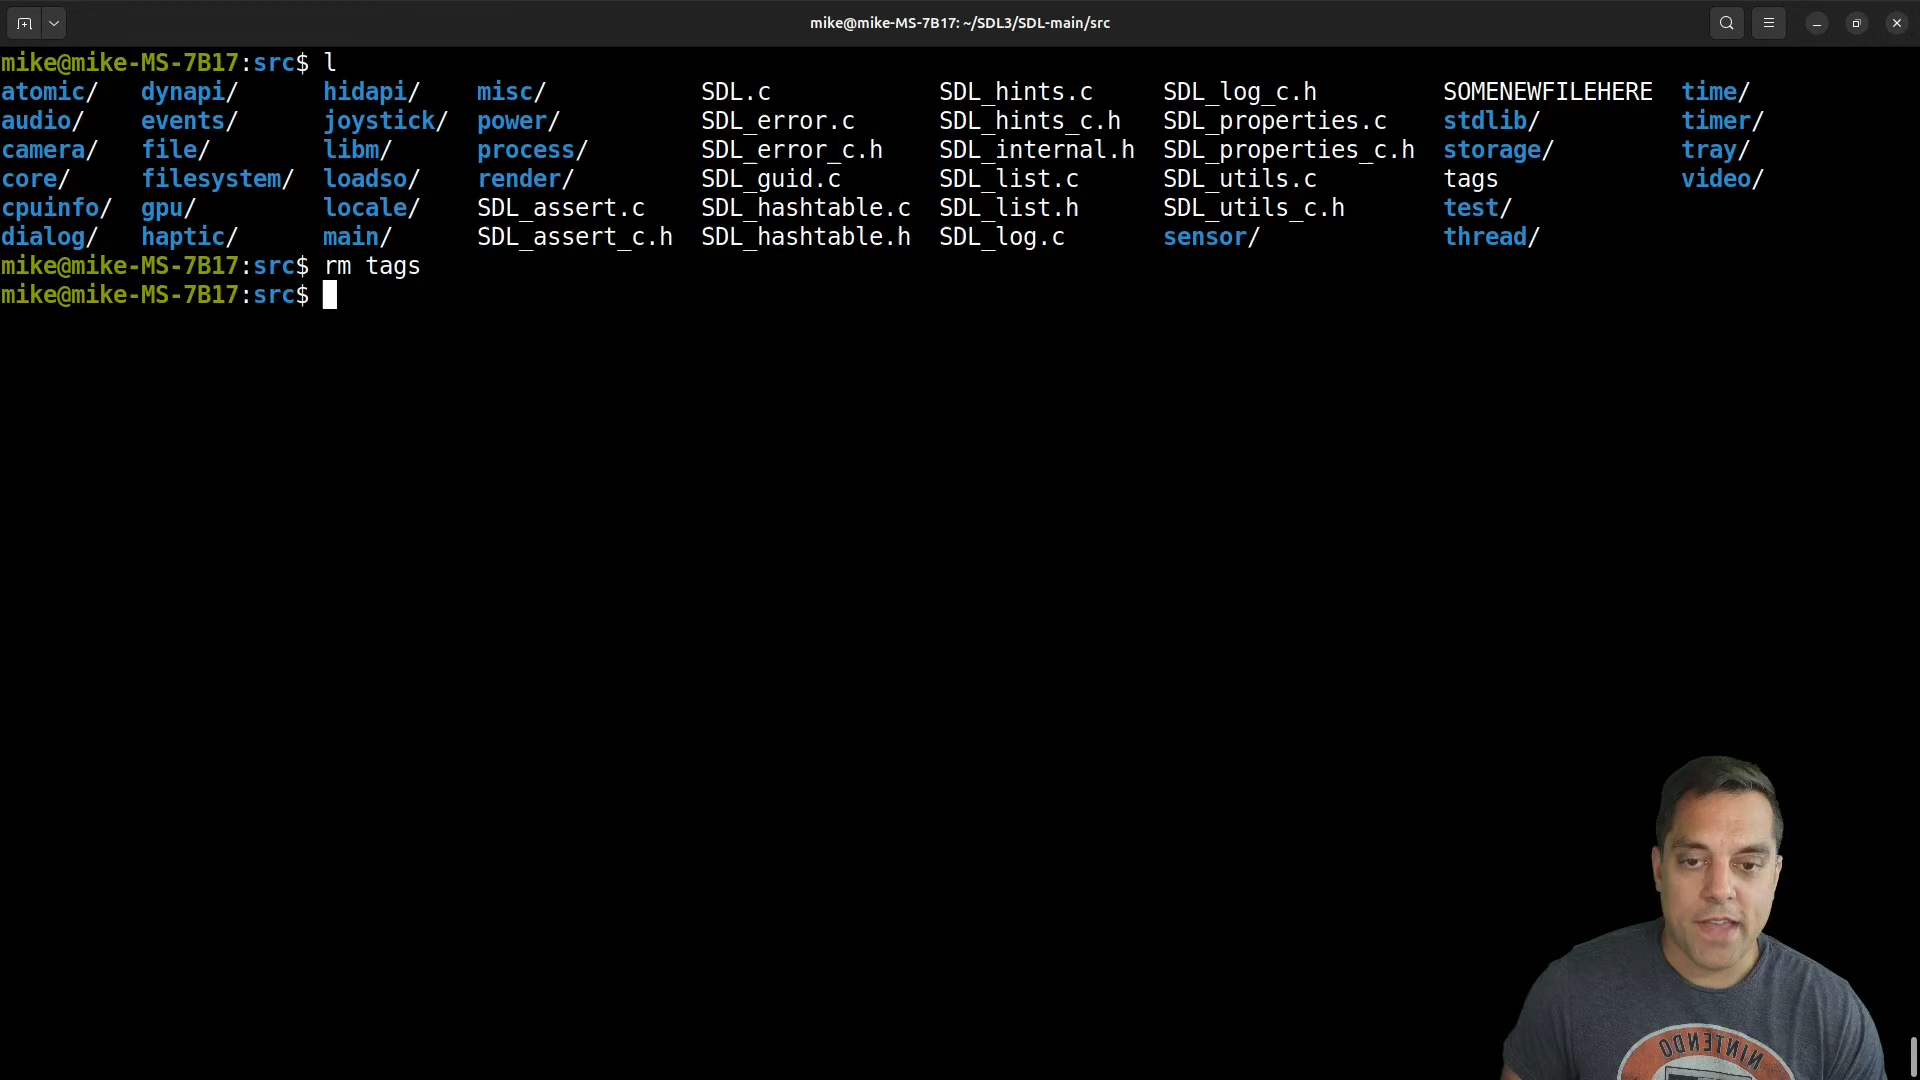 mike@mike-MS-7B17: ~/SDL3/SDL-main/src
mike@mike-MS-7B17:src$ l
atomic/ dynapi/ hidapi/ misc/ SDL.c SDL_hints.c SDL_log_c.h SOMENEWFILEHERE time/
audio/ events/ joystick/ power/ SDL_error.c SDL_hints_c.h SDL_properties.c stdlib/ timer/
camera/ file/ libm/ process/ SDL_error_c.h SDL_internal.h SDL_properties_c.h storage/ tray/
core/ filesystem/ loadso/ render/ SDL_guid.c SDL_list.c SDL_utils.c tags video/
cpuinfo/ gpu/ locale/ SDL_assert.c SDL_hashtable.c SDL_list.h SDL_utils_c.h test/
dialog/ haptic/ main/ SDL_assert_c.h SDL_hashtable.h SDL_log.c sensor/ thread/
mike@mike-MS-7B17:src$ rm tags
mike@mike-MS-7B17:src$
NINTENDO